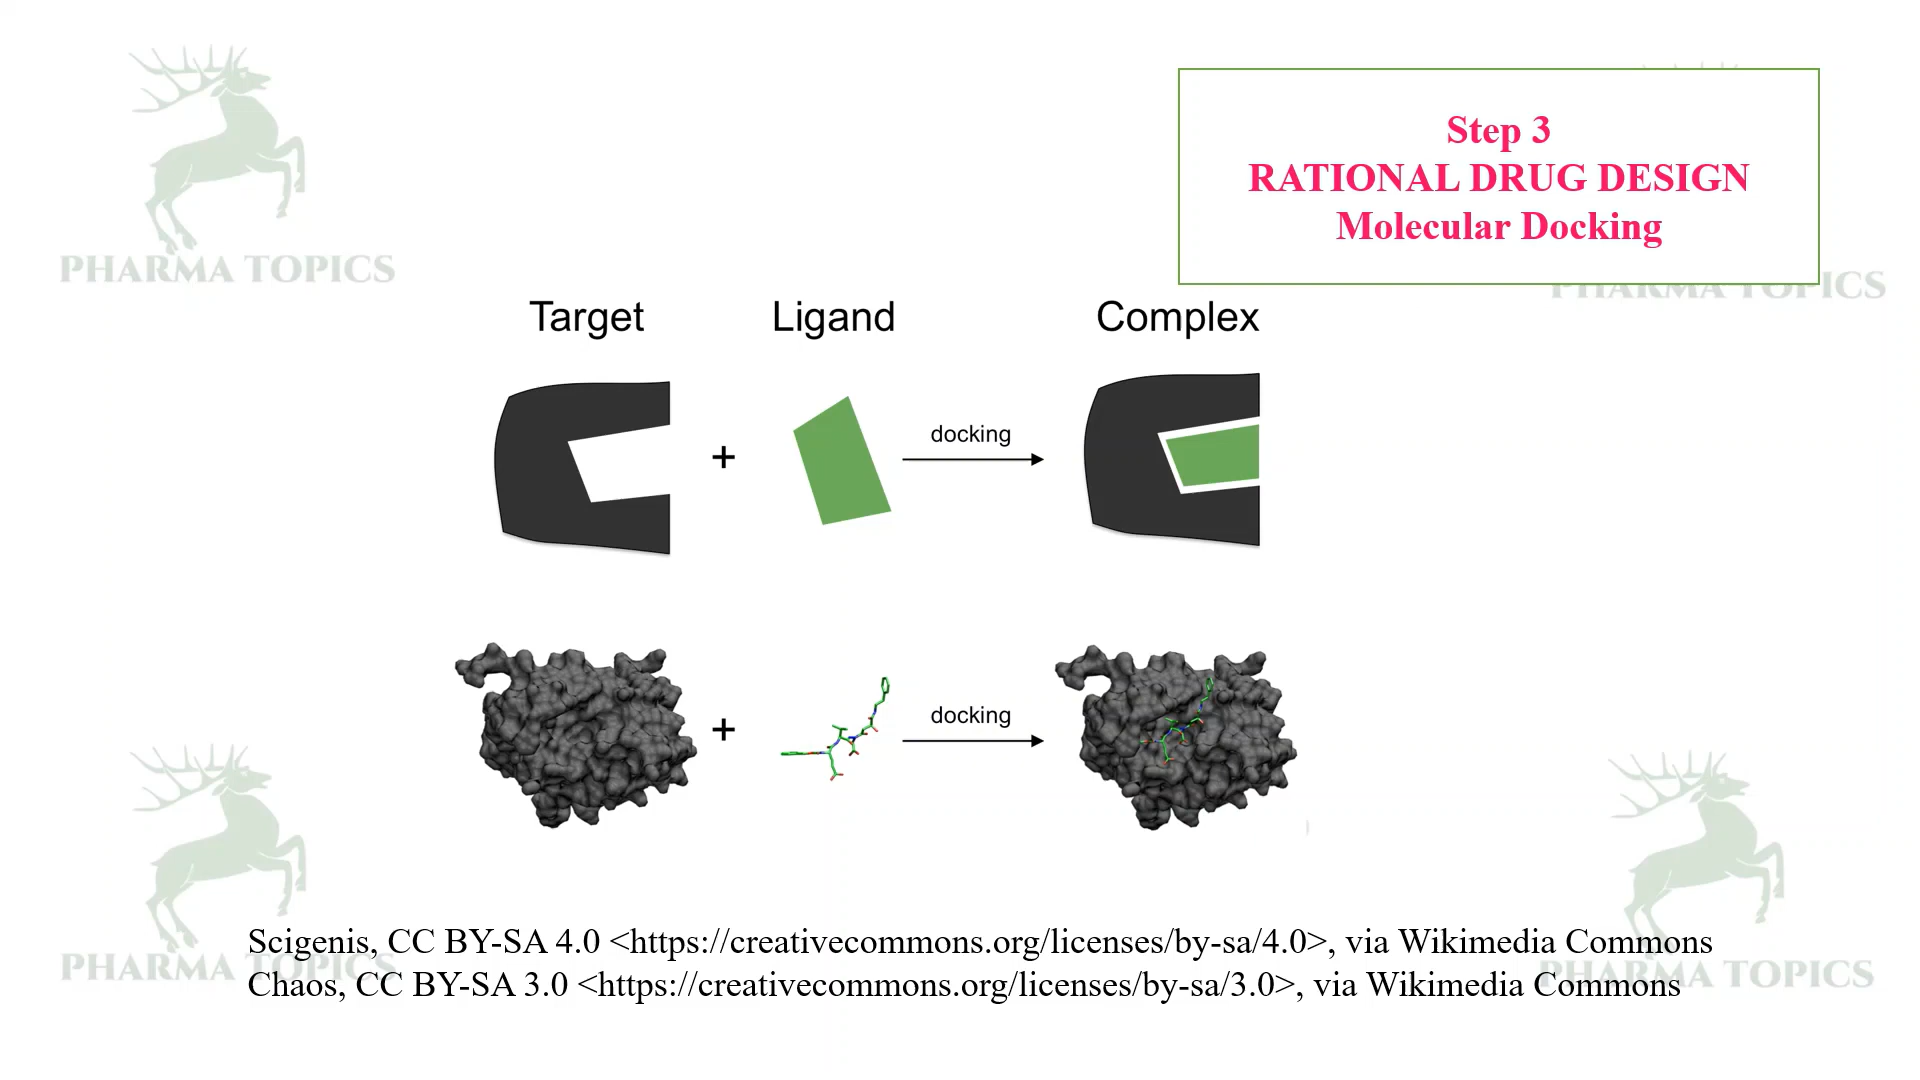 PHARMA TOPICS
Step 3
RATIONAL DRUG DESIGN
Molecular Docking
PHARMA TOPICS
Target
Ligand
Complex
+
docking
+
docking
Scigenis, CC BY-SA 4.0 <https://creativecommons.org/licenses/by-sa/4.0>, via Wikimedia Commons
Chaos, CC BY-SA 3.0 <https://creativecommons.org/licenses/by-sa/3.0>, via Wikimedia Commons
PHARMA TOPICS
PHARMA TOPICS